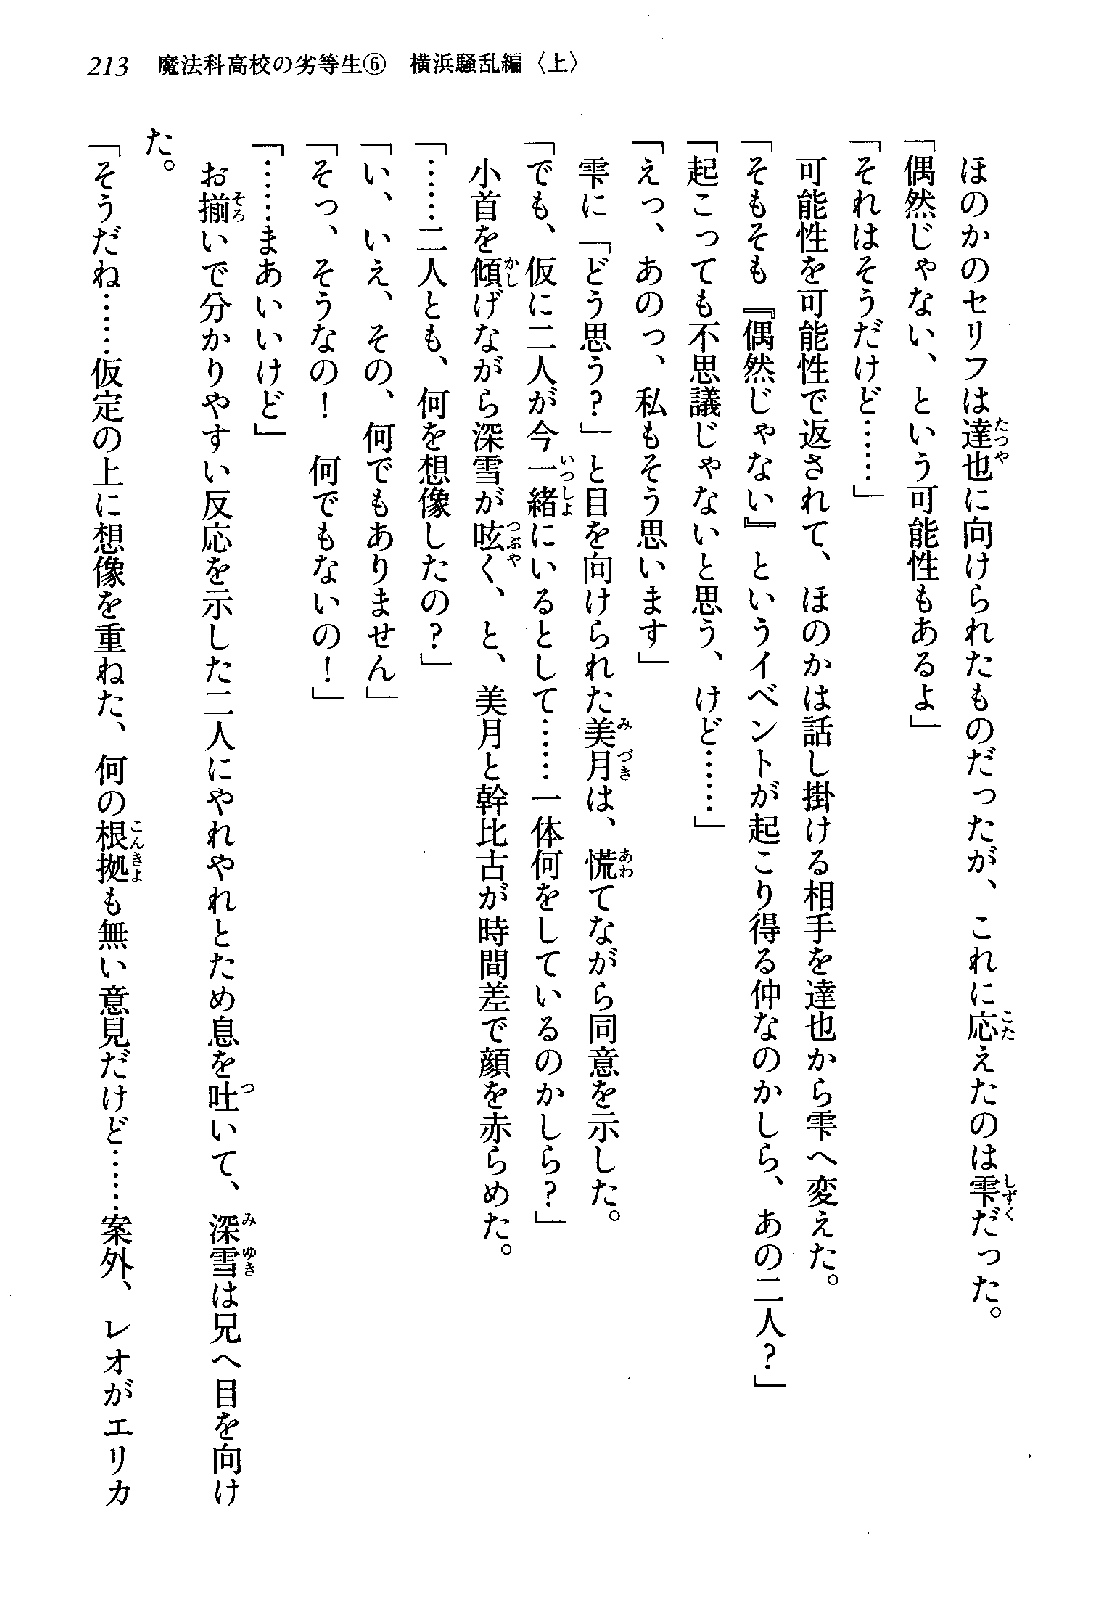 213　魔法科高校の劣等生⑥　横浜騒乱編〈上〉
　ほのかのセリフは達也に向けられたものだったが、これに応えたのは雫だった。
「偶然じゃない、という可能性もあるよ」
「それはそうだけど……」
　可能性を可能性で返されて、ほのかは話し掛ける相手を達也から雫へ変えた。
「そもそも『偶然じゃない』というイベントが起こり得る仲なのかしら、あの二人？」
「起こっても不思議じゃないと思う、けど……」
「えっ、あのっ、私もそう思います」
　雫に「どう思う？」と目を向けられた美月は、慌てながら同意を示した。
「でも、仮に二人が今一緒にいるとして……一体何をしているのかしら？」
　小首を傾げながら深雪が呟く、と、美月と幹比古が時間差で顔を赤らめた。
「……二人とも、何を想像したの？」
「い、いえ、その、何でもありません」
「そっ、そうなの！　何でもないの！」
「……まあいいけど」
　お揃いで分かりやすい反応を示した二人にやれやれとため息を吐いて、深雪は兄へ目を向け
た。
「そうだね……仮定の上に想像を重ねた、何の根拠も無い意見だけど……案外、レオがエリカ